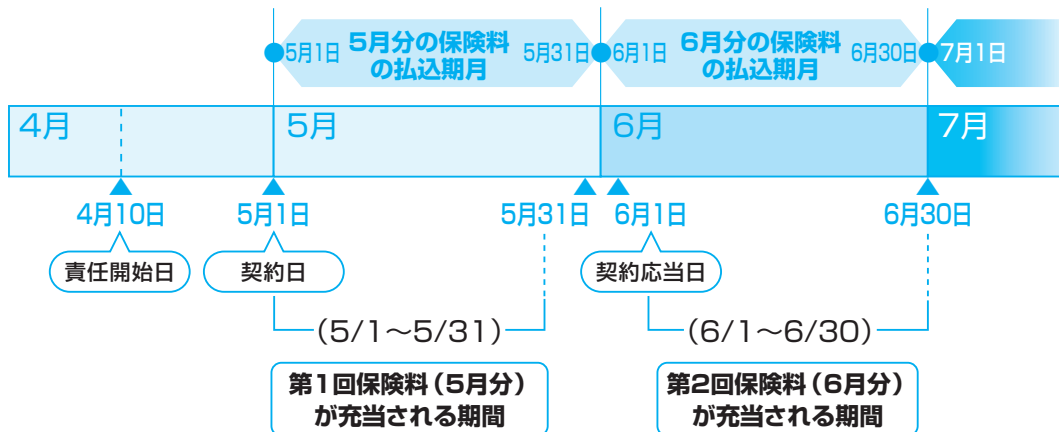 5月1日 5月分の保険料の払込期月 5月31日
6月1日 6月分の保険料の払込期月 6月30日
7月1日
4月
5月
6月
7月
4月10日
5月1日
5月31日
6月1日
6月30日
責任開始日
契約日
契約応当日
(5/1〜5/31)
(6/1〜6/30)
第1回保険料(5月分)
が充当される期間
第2回保険料(6月分)
が充当される期間